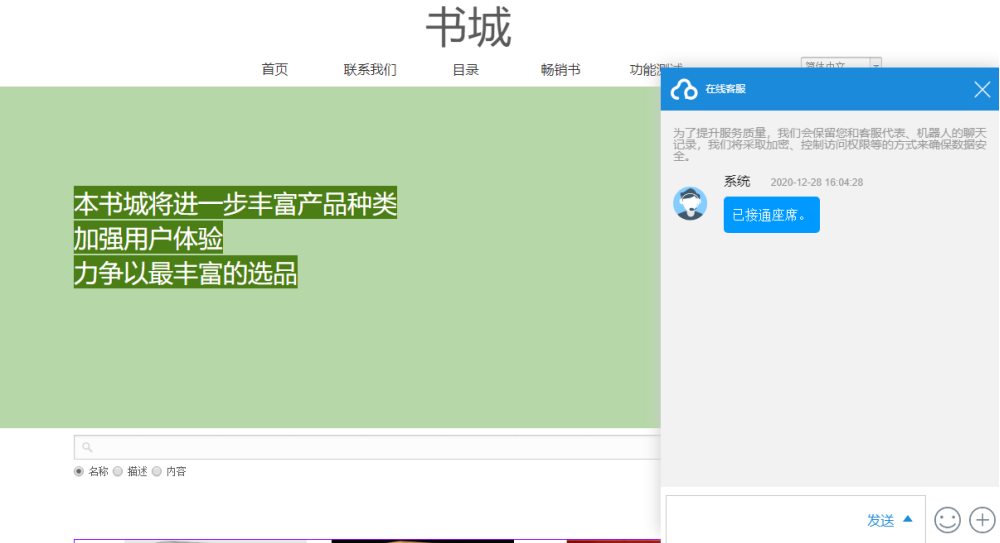 书城
首页 联系我们 目录 畅销书 功能测试
简体中文
在线客服
为了提升服务质量，我们会保留您和客服代表、机器人的聊天
记录，我们将采取加密、控制访问权限等的方式来确保数据安
全。
系统 2020-12-28 16:04:28
已接通座席。
本书城将进一步丰富产品种类
加强用户体验
力争以最丰富的选品
名称 描述 内容
发送